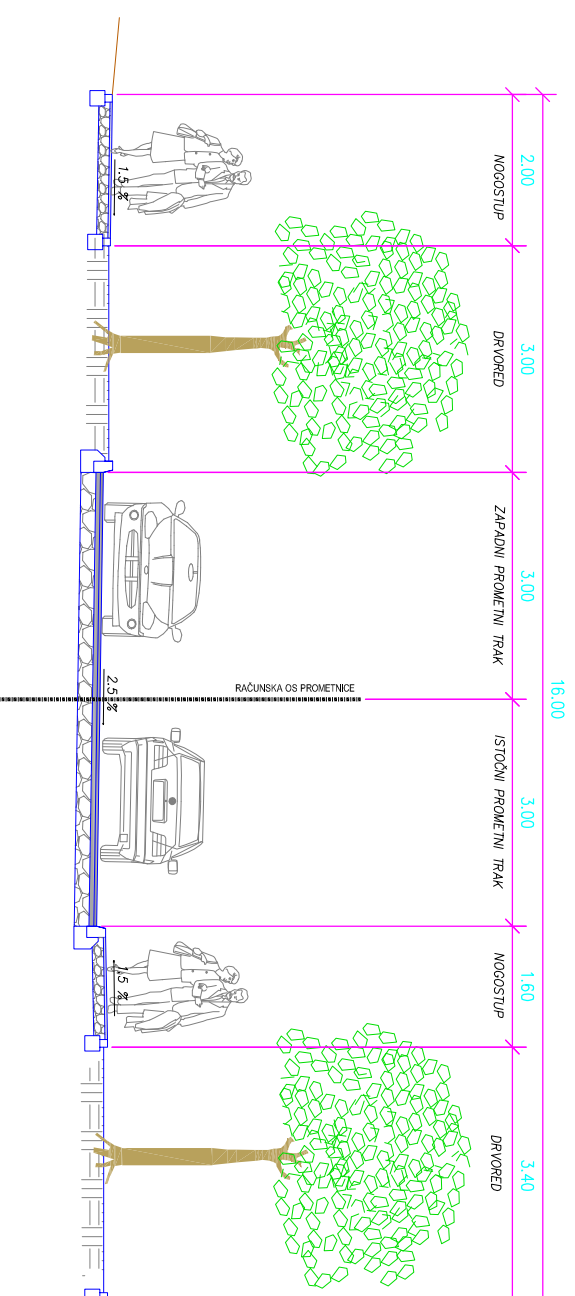 16.00
2.00
3.00
3.00
3.00
1.60
3.40
NOGOSTUP
DRVORED
ZAPADNI PROMETNI TRAK
ISTOČNI PROMETNI TRAK
NOGOSTUP
DRVORED
RAČUNSKA OS PROMETNICE
1.5 %
2.5 %
1.5 %